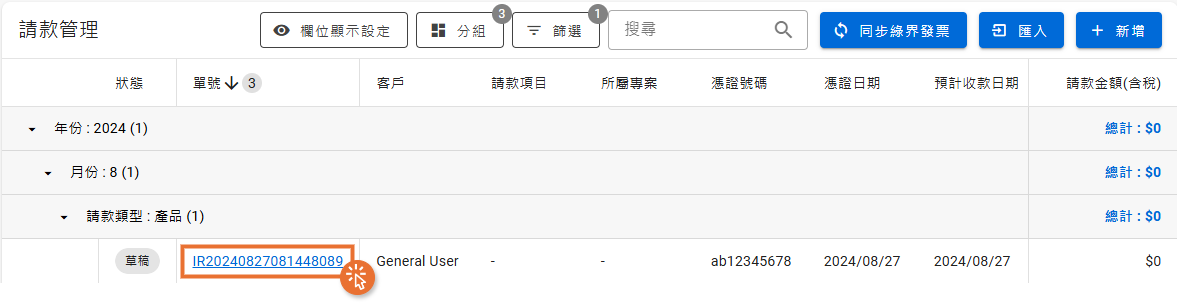 請款管理
欄位顯示設定
分組
3
篩選
1
搜尋
同步綠界發票
匯入
新增
狀態 單號 3 客戶 請款項目 所屬專案 憑證號碼 憑證日期 預計收款日期 請款金額(含稅)
年份 : 2024 (1) 總計 : $0
月份 : 8 (1) 總計 : $0
請款類型 : 產品 (1) 總計 : $0
草稿 IR20240827081448089 General User - - ab12345678 2024/08/27 2024/08/27 $0